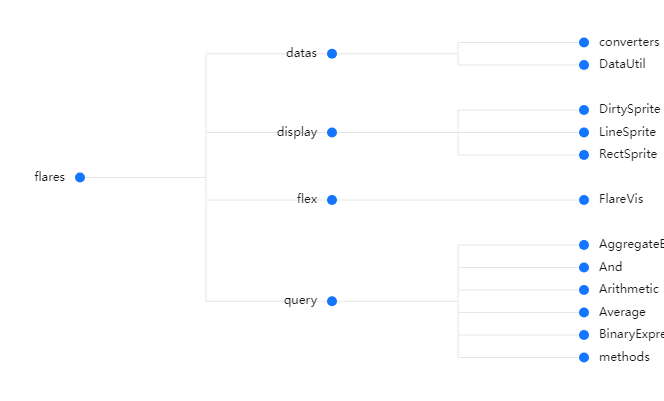 flares
datas
converters
DataUtil
display
DirtySprite
LineSprite
RectSprite
flex
FlareVis
query
AggregateE
And
Arithmetic
Average
BinaryExpre
methods